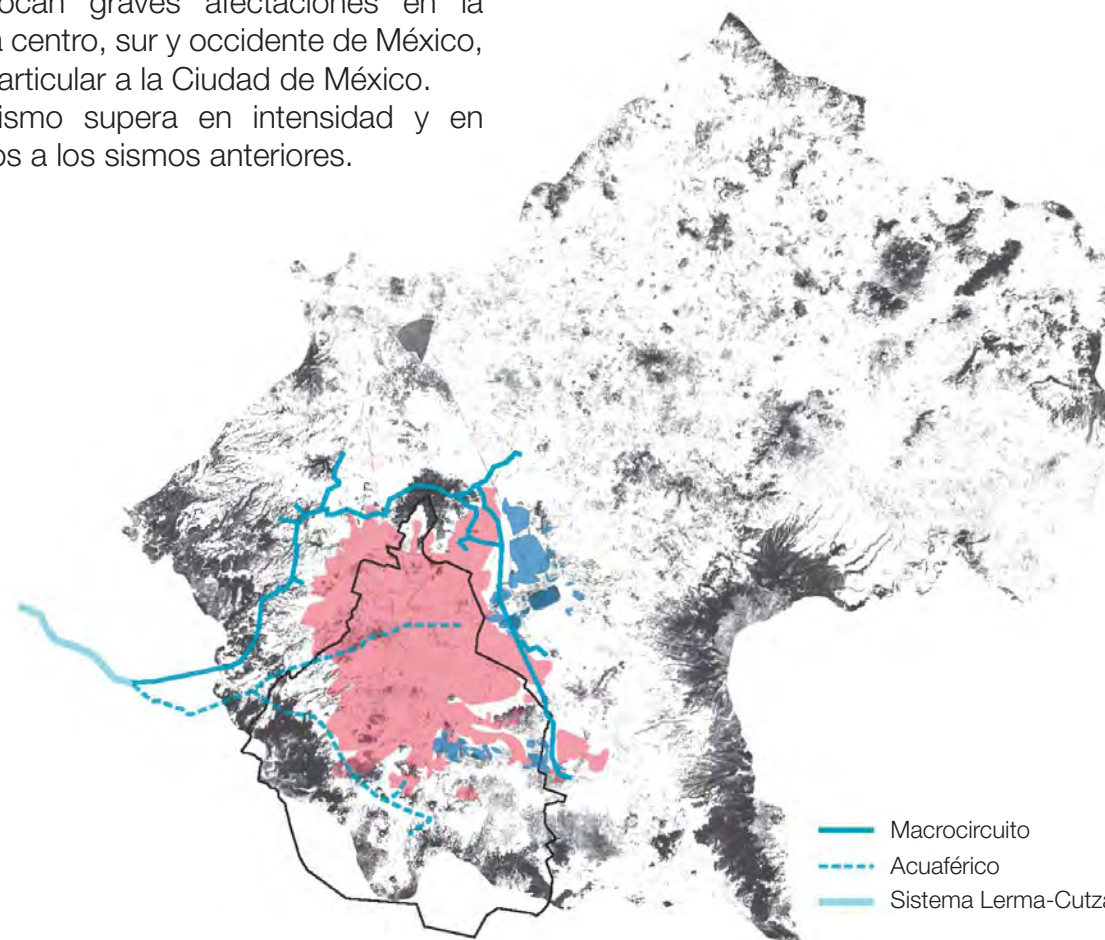 ocan graves afectaciones en la
a centro, sur y occidente de México,
articular a la Ciudad de México.
ismo supera en intensidad y en
os a los sismos anteriores.
Macrocircuito
Acuaférico
Sistema Lerma-Cutza